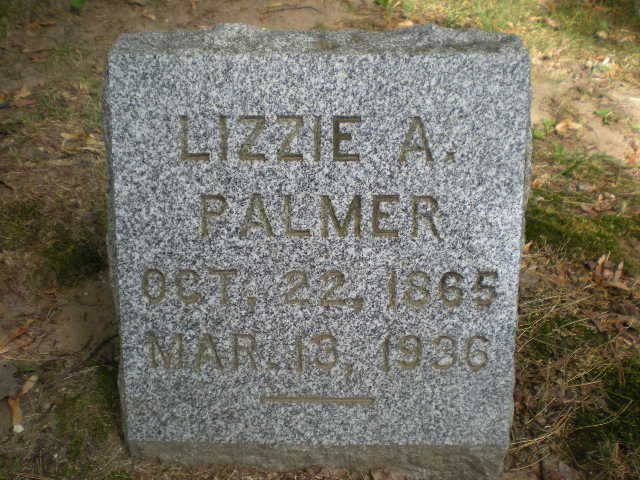 LIZZIE A.
PALMER
OCT. 22, 1865
MAR. 13, 1936